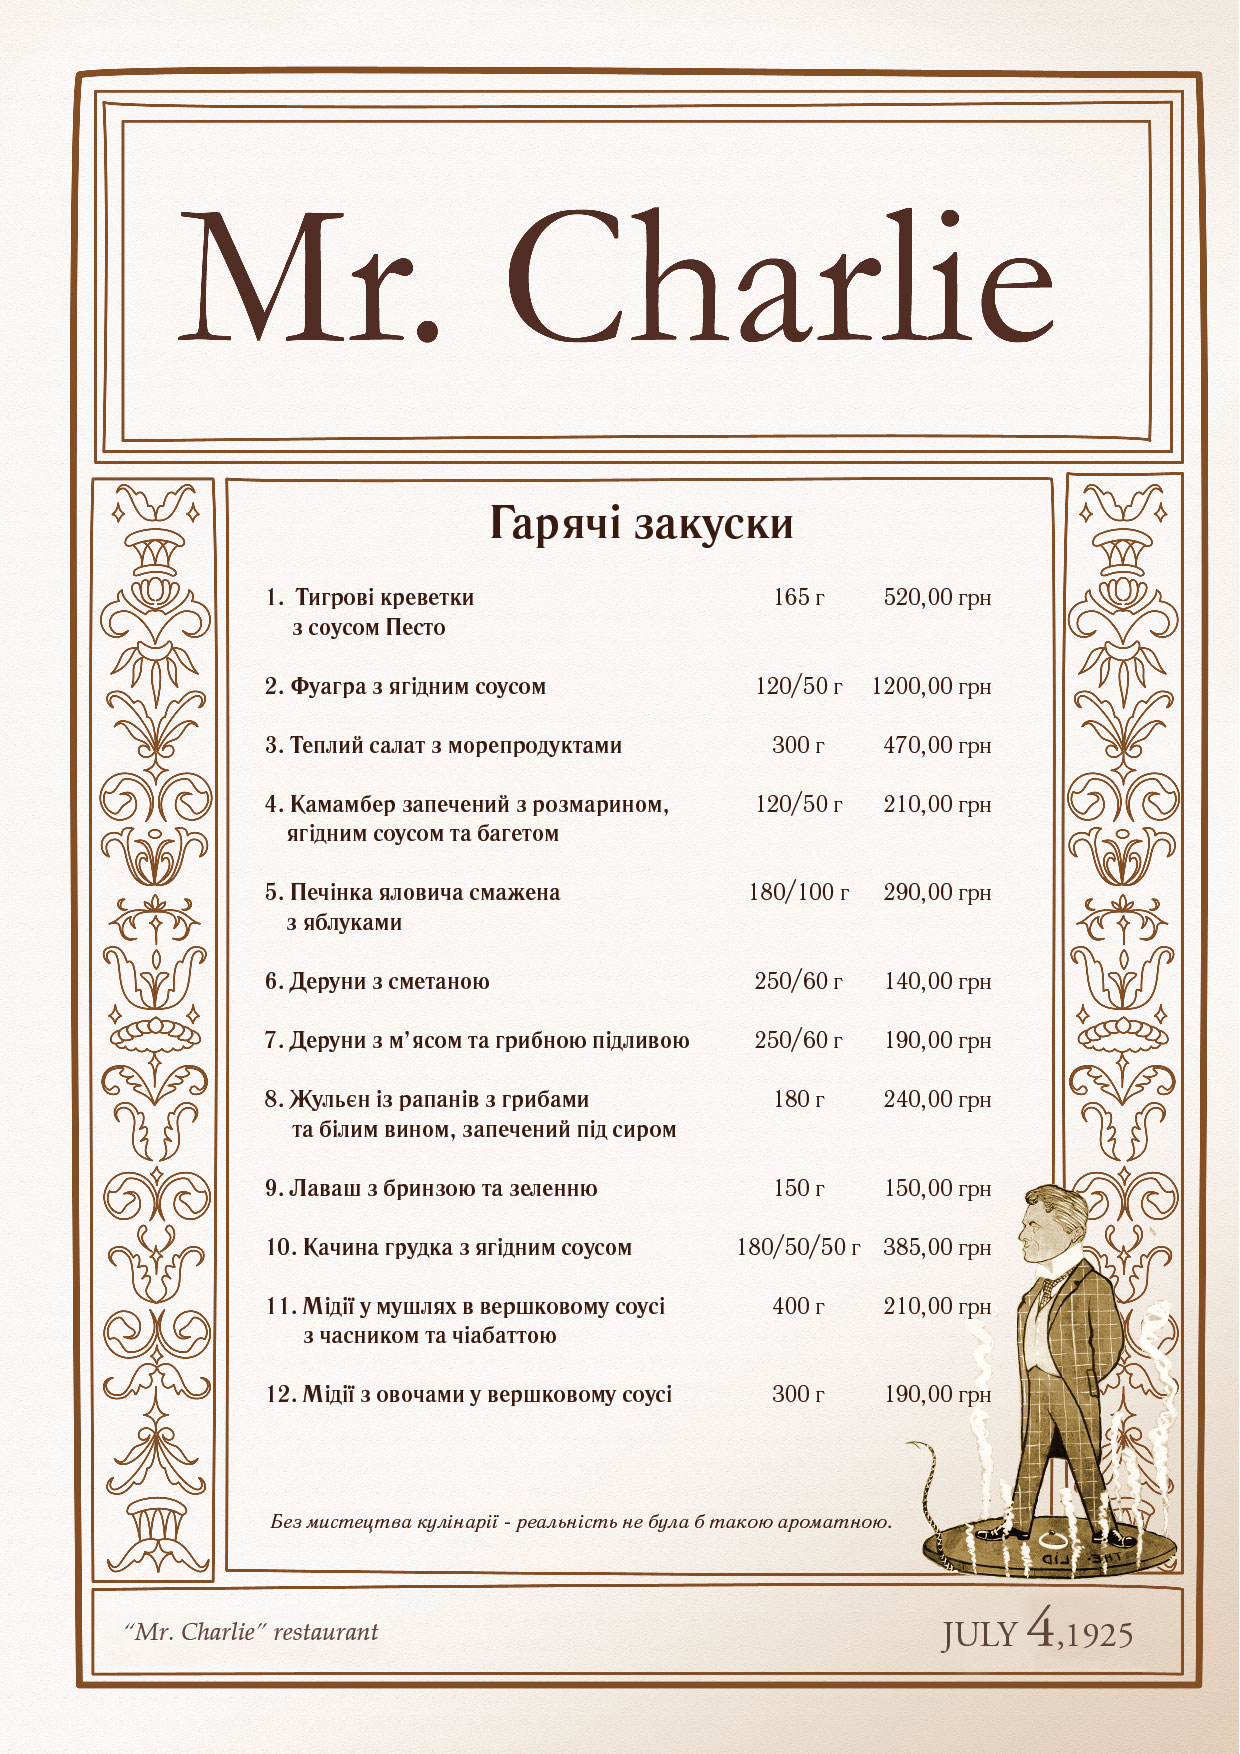 Mr. Charlie
Гарячі закуски
1. Тигрові креветки 165 г 520,00 грн
з соусом Песто
2. Фуагра з ягідним соусом 120/50 г 1200,00 грн
3. Теплий салат з морепродуктами 300 г 470,00 грн
4. Камамбер запечений з розмарином, 120/50 г 210,00 грн
ягідним соусом та багетом
5. Печінка яловича смажена 180/100 г 290,00 грн
з яблуками
6. Деруни з сметаною 250/60 г 140,00 грн
7. Деруни з м’ясом та грибною підливою 250/60 г 190,00 грн
8. Жульєн із рапанів з грибами 180 г 240,00 грн
та білим вином, запечений під сиром
9. Лаваш з бринзою та зеленню 150 г 150,00 грн
10. Качина грудка з ягідним соусом 180/50/50 г 385,00 грн
11. Мідії у мушлях в вершковому соусі 400 г 210,00 грн
з часником та чіабаттою
12. Мідії з овочами у вершковому соусі 300 г 190,00 грн
Без мистецтва кулінарії - реальність не була б такою ароматною.
THE LID
“Mr. Charlie” restaurant JULY 4,1925